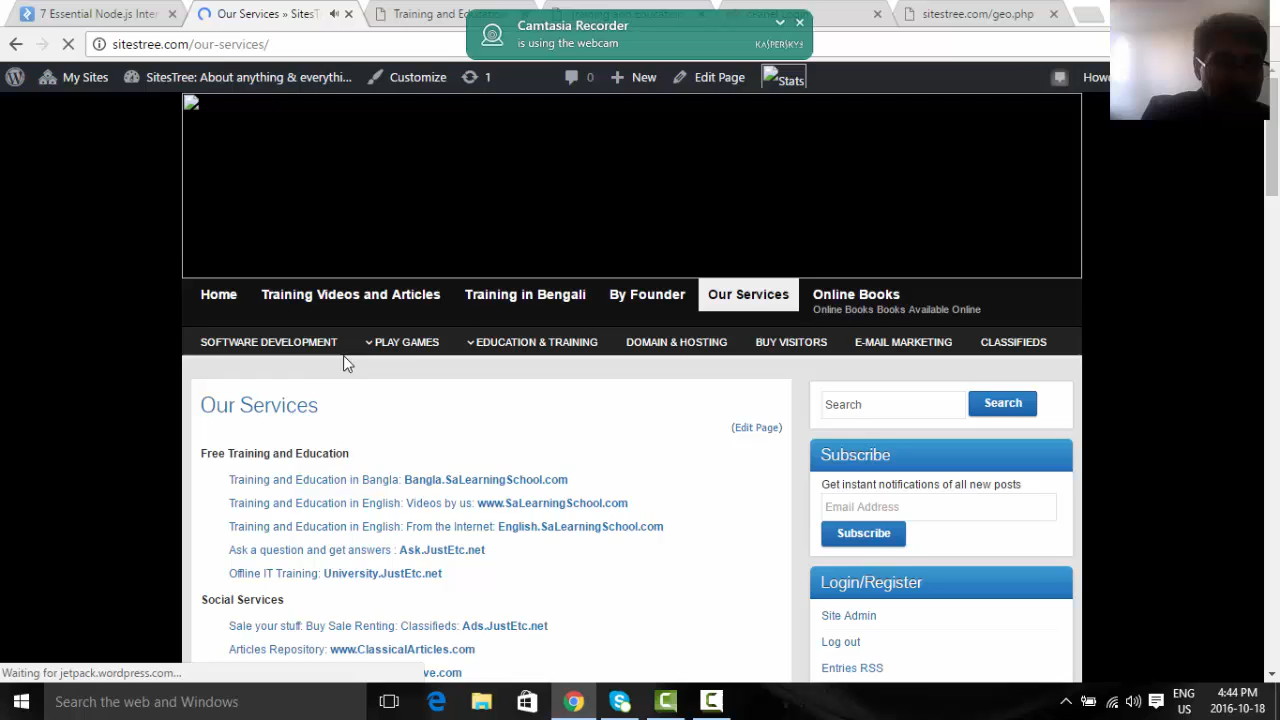 7 Essential Node.js Inter
Our Services » SitesT
Training and Education
sitestree.com/geo.php
Camtasia Recorder
is using the webcam
KASPERSKY
sitestree.com/our-services/
My Sites
SitesTree: About anything & everythi...
Customize
1
0
New
Edit Page
Stats
Howd
Home
Training Videos and Articles
Training in Bengali
By Founder
Our Services
Online Books
Online Books Books Available Online
SOFTWARE DEVELOPMENT
PLAY GAMES
EDUCATION & TRAINING
DOMAIN & HOSTING
BUY VISITORS
E-MAIL MARKETING
CLASSIFIEDS
Our Services
(Edit Page)
Free Training and Education
Training and Education in Bangla: Bangla.SaLearningSchool.com
Training and Education in English: Videos by us: www.SaLearningSchool.com
Training and Education in English: From the Internet: English.SaLearningSchool.com
Ask a question and get answers : Ask.JustEtc.net
Offline IT Training: University.JustEtc.net
Social Services
Sale your stuff: Buy Sale Renting: Classifieds: Ads.JustEtc.net
Articles Repository: www.ClassicalArticles.com
ve.com
Search
Search
Subscribe
Get instant notifications of all new posts
Email Address
Subscribe
Login/Register
Site Admin
Log out
Entries RSS
Waiting for jetpack.wordpress.com...
Search the web and Windows
ENG
US
4:44 PM
2016-10-18